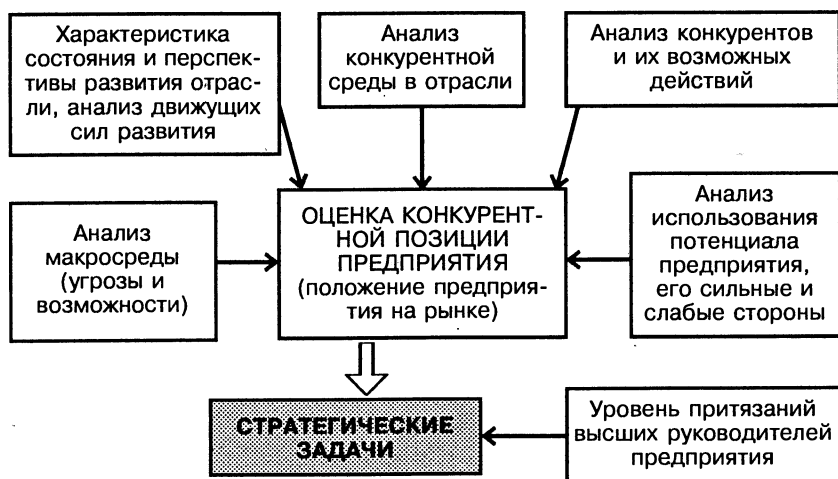 Характеристика
состояния и перспек-
тивы развития отрас-
ли, анализ движущих
сил развития
Анализ
конкурентной
среды в отрасли
Анализ конкурентов
и их возможных
действий
Анализ
макросреды
(угрозы и
возможности)
ОЦЕНКА КОНКУРЕНТ-
НОЙ ПОЗИЦИИ
ПРЕДПРИЯТИЯ
(положение предприя-
тия на рынке)
Анализ
использования
потенциала
предприятия,
его сильные и
слабые стороны
СТРАТЕГИЧЕСКИЕ
ЗАДАЧИ
Уровень притязаний
высших руководителей
предприятия